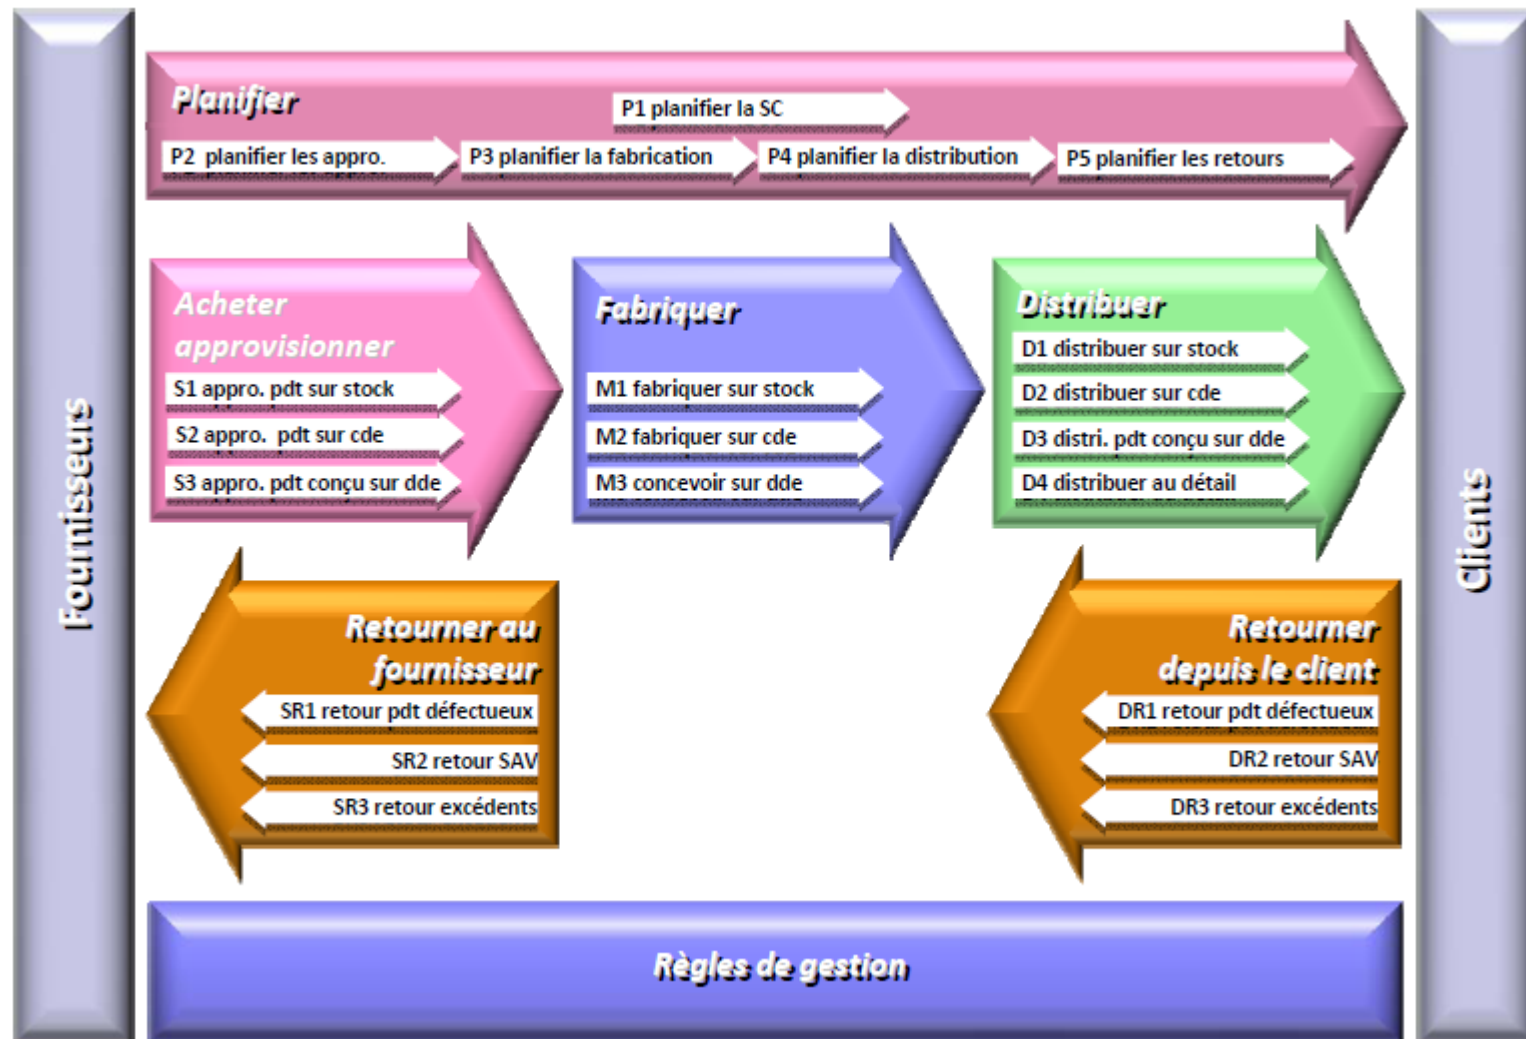 Fournisseurs
Planifier
P1 planifier la SC
P2 planifier les appro.
P3 planifier la fabrication
P4 planifier la distribution
P5 planifier les retours
Acheter
approvisionner
S1 appro. pdt sur stock
S2 appro. pdt sur cde
S3 appro. pdt conçu sur dde
Fabriquer
M1 fabriquer sur stock
M2 fabriquer sur cde
M3 concevoir sur dde
Distribuer
D1 distribuer sur stock
D2 distribuer sur cde
D3 distri. pdt conçu sur dde
D4 distribuer au détail
Retourner au
fournisseur
SR1 retour pdt défectueux
SR2 retour SAV
SR3 retour excédents
Retourner
depuis le client
DR1 retour pdt défectueux
DR2 retour SAV
DR3 retour excédents
Règles de gestion
Clients